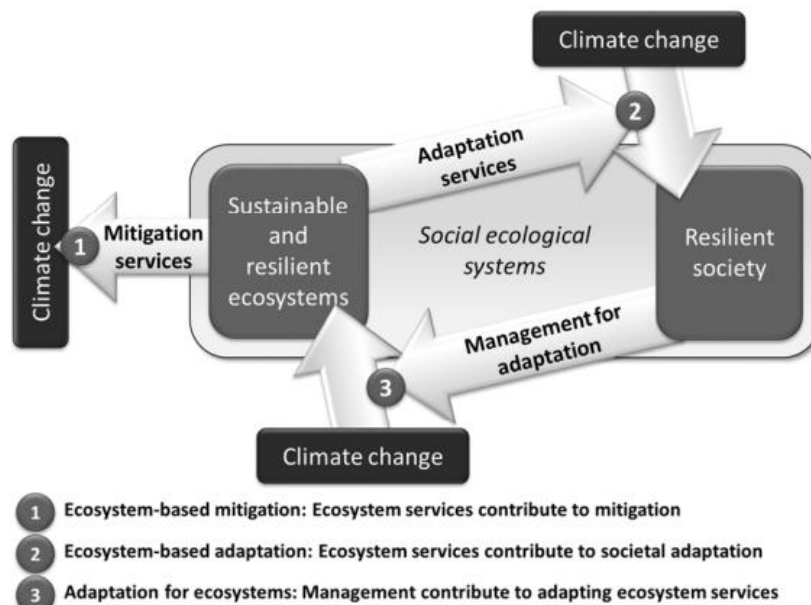 Climate change
2
Adaptation
services
Climate change
1
Mitigation
services
Sustainable
and
resilient
ecosystems
Social ecological
systems
Resilient
society
Management for
adaptation
3
Climate change
1 Ecosystem-based mitigation: Ecosystem services contribute to mitigation
2 Ecosystem-based adaptation: Ecosystem services contribute to societal adaptation
3 Adaptation for ecosystems: Management contribute to adapting ecosystem services